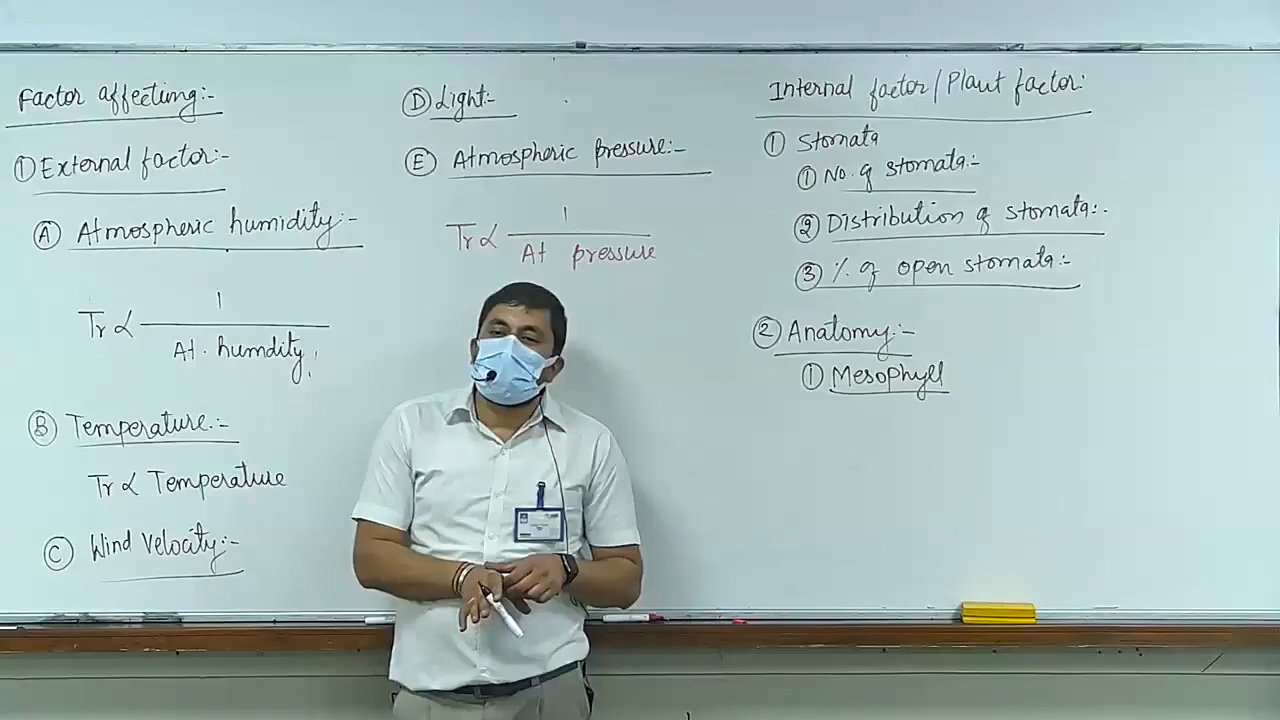 Factor affecting:-
① External factor:-
Ⓐ Atmospheric humidity:-
Tr ∝ 1 / At. humdity
Ⓑ Temperature:-
Tr ∝ Temperature
Ⓒ Wind Velocity:-
Ⓓ Light:-
Ⓔ Atmospheric pressure:-
Tr ∝ 1 / At pressure
Internal factor/Plant factor:
① Stomata
① No. of stomata:-
② Distribution of stomata:-
③ % of open stomata:-
② Anatomy:-
① Mesophyll